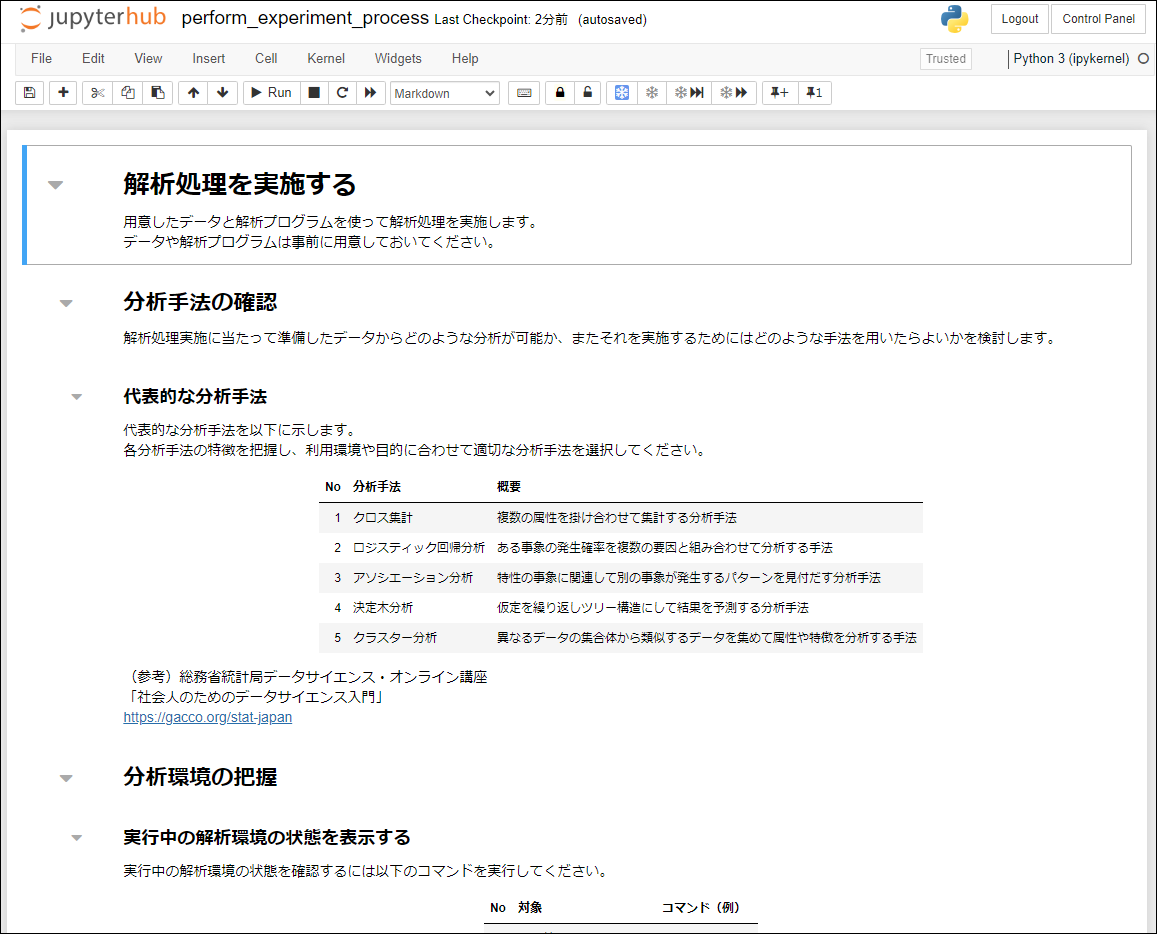 jupyterhub perform_experiment_process Last Checkpoint: 2分前 (autosaved) Logout Control Panel
File Edit View Insert Cell Kernel Widgets Help Trusted Python 3 (ipykernel)
Run Markdown 1
解析処理を実施する
用意したデータと解析プログラムを使って解析処理を実施します。
データや解析プログラムは事前に用意しておいてください。
分析手法の確認
解析処理実施に当たって準備したデータからどのような分析が可能か、またそれを実施するためにはどのような手法を用いたらよいかを検討します。
代表的な分析手法
代表的な分析手法を以下に示します。
各分析手法の特徴を把握し、利用環境や目的に合わせて適切な分析手法を選択してください。
No 分析手法 概要
1 クロス集計 複数の属性を掛け合わせて集計する分析手法
2 ロジスティック回帰分析 ある事象の発生確率を複数の要因と組み合わせて分析する手法
3 アソシエーション分析 特性の事象に関連して別の事象が発生するパターンを見付だす分析手法
4 決定木分析 仮定を繰り返しツリー構造にして結果を予測する分析手法
5 クラスター分析 異なるデータの集合体から類似するデータを集めて属性や特徴を分析する手法
（参考）総務省統計局データサイエンス・オンライン講座
「社会人のためのデータサイエンス入門」
https://gacco.org/stat-japan
分析環境の把握
実行中の解析環境の状態を表示する
実行中の解析環境の状態を確認するには以下のコマンドを実行してください。
No 対象 コマンド（例）